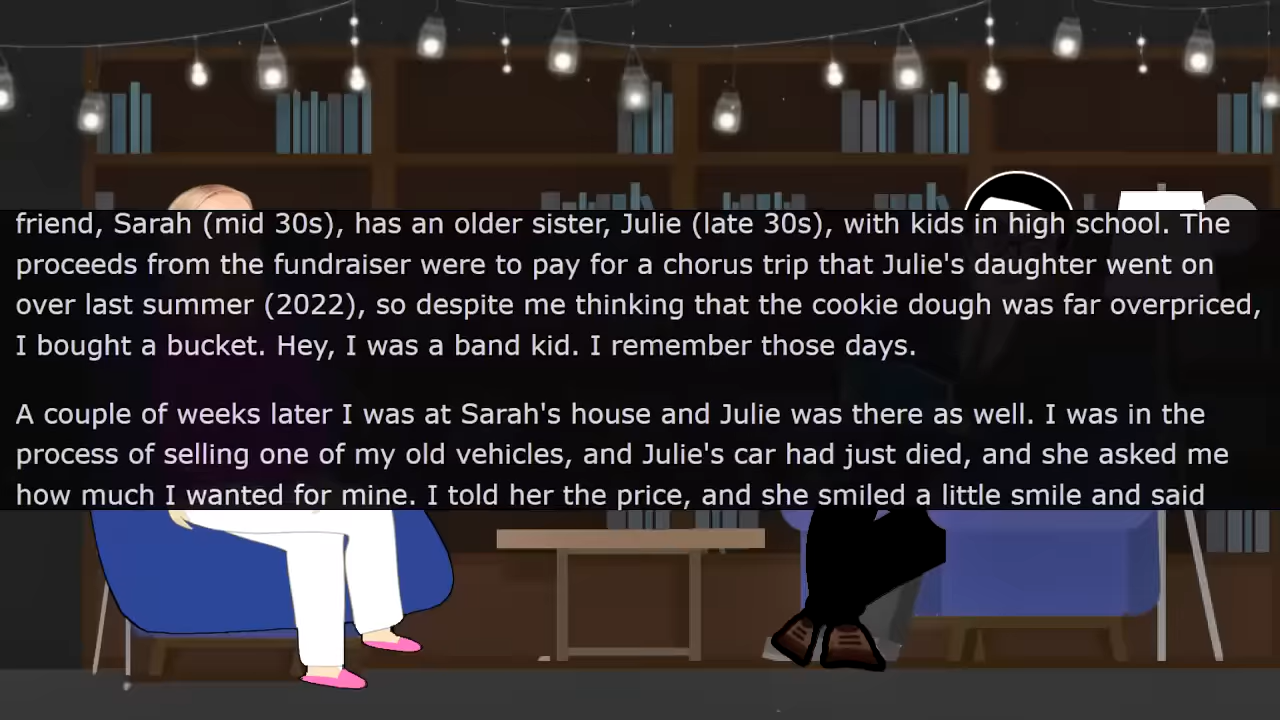 friend, Sarah (mid 30s), has an older sister, Julie (late 30s), with kids in high school. The
proceeds from the fundraiser were to pay for a chorus trip that Julie's daughter went on
over last summer (2022), so despite me thinking that the cookie dough was far overpriced,
I bought a bucket. Hey, I was a band kid. I remember those days.
A couple of weeks later I was at Sarah's house and Julie was there as well. I was in the
process of selling one of my old vehicles, and Julie's car had just died, and she asked me
how much I wanted for mine. I told her the price, and she smiled a little smile and said